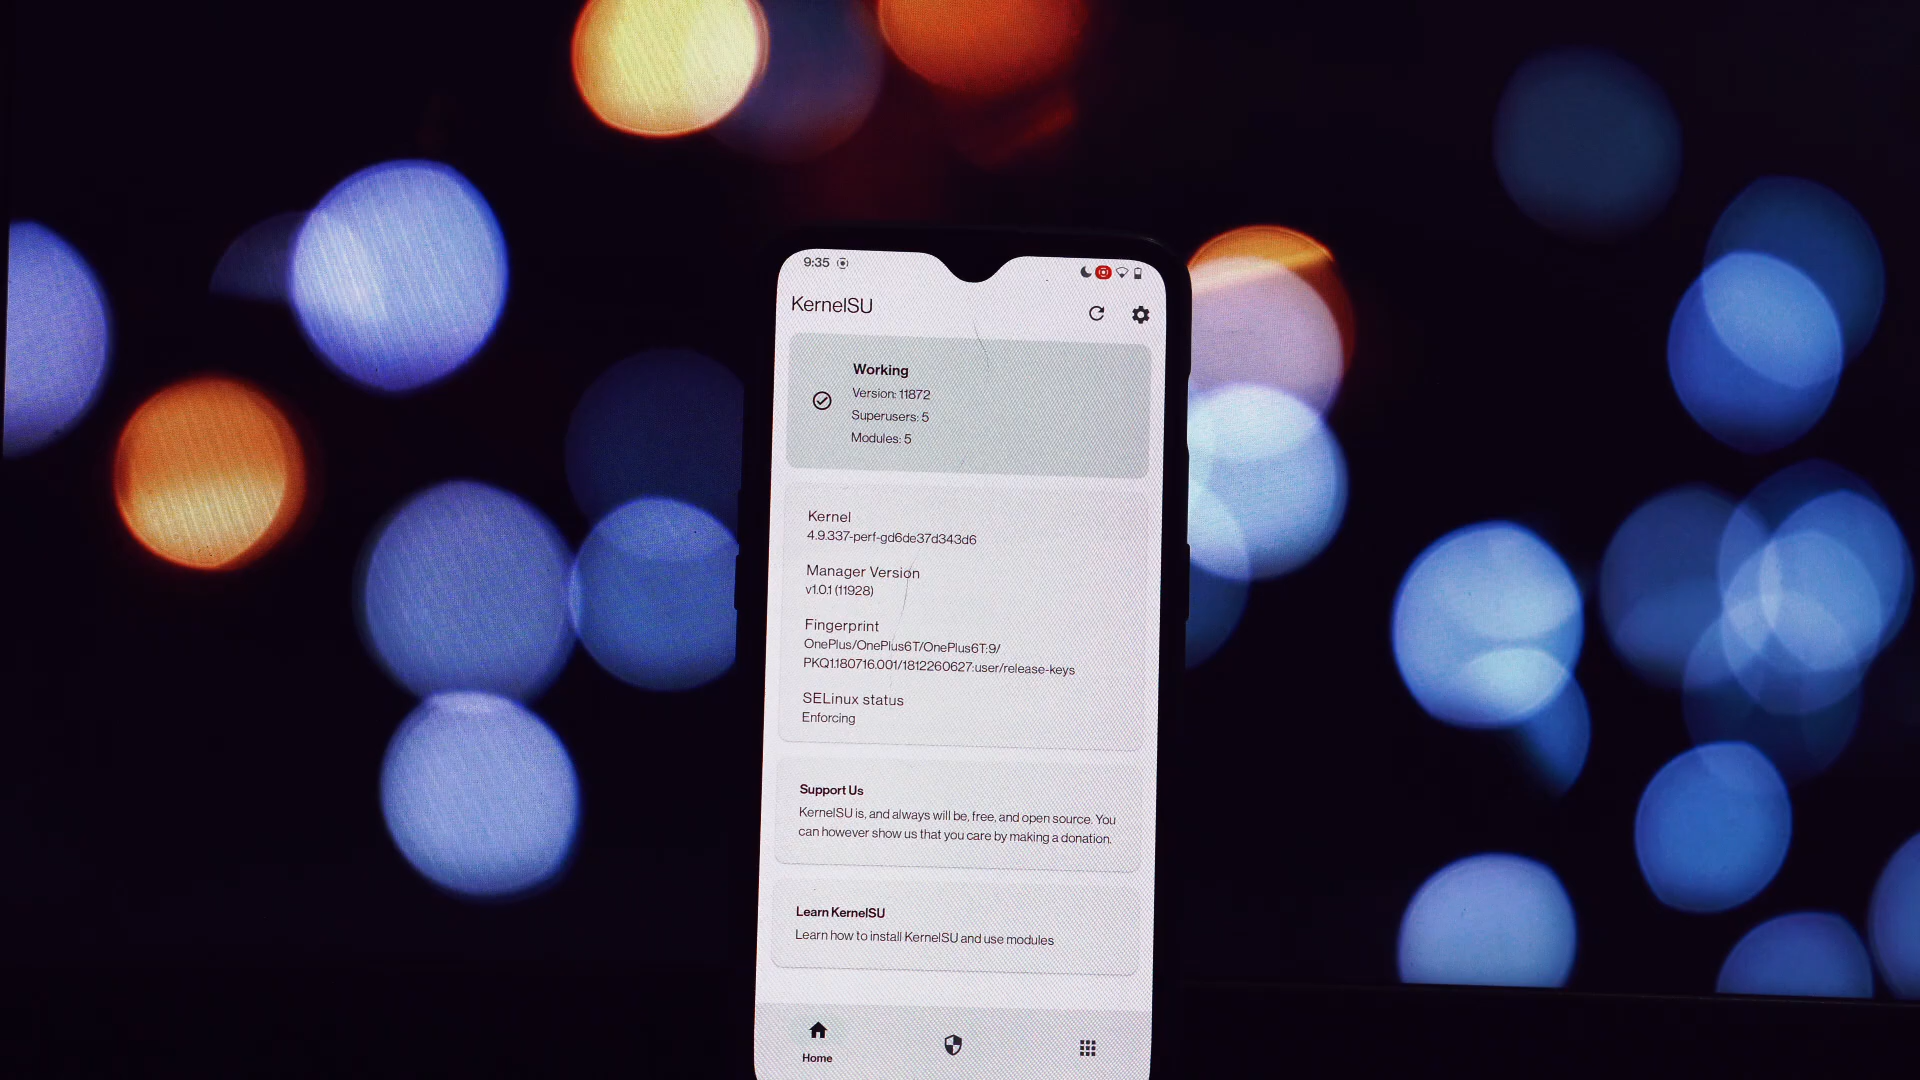 9:35
KernelSU
Working
Version: 11872
Superusers: 5
Modules: 5
Kernel
4.9.337-perf-gd6de37d343d6
Manager Version
v1.0.1 (11928)
Fingerprint
OnePlus/OnePlus6T/OnePlus6T:9/
PKQ1.180716.001/1812260627:user/release-keys
SELinux status
Enforcing
Support Us
KernelSU is, and always will be, free, and open source. You
can however show us that you care by making a donation.
Learn KernelSU
Learn how to install KernelSU and use modules
Home